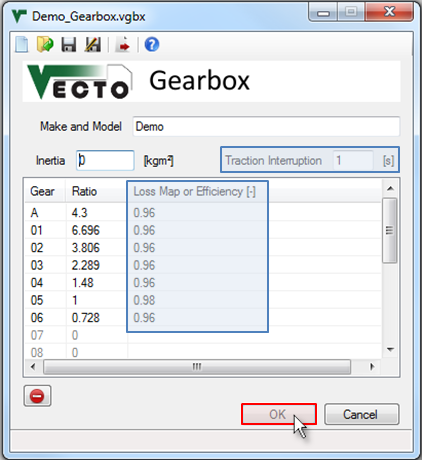 Demo_Gearbox.vgbx
VECTO Gearbox
Make and Model Demo
Inertia 0 [kgm²] Traction Interruption 1 [s]
Gear Ratio Loss Map or Efficiency [-]
A 4.3 0.96
01 6.696 0.96
02 3.806 0.96
03 2.289 0.96
04 1.48 0.96
05 1 0.98
06 0.728 0.96
07 0
08 0
OK Cancel